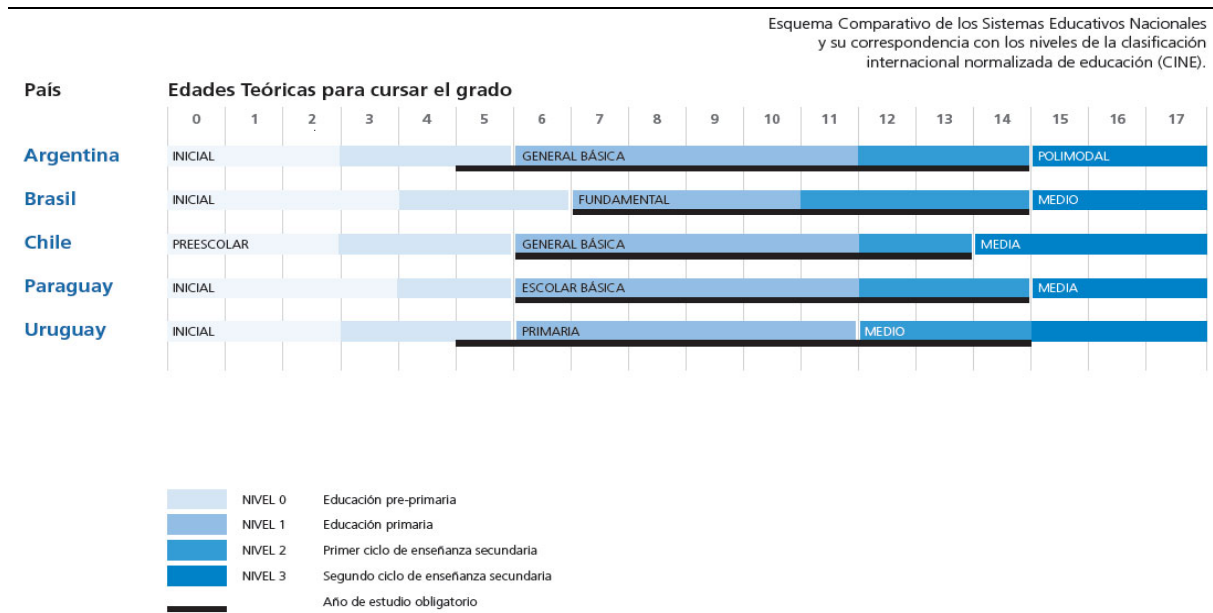 Esquema Comparativo de los Sistemas Educativos Nacionales
y su correspondencia con los niveles de la clasificación
internacional normalizada de educación (CINE).
País Edades Teóricas para cursar el grado
0 1 2 3 4 5 6 7 8 9 10 11 12 13 14 15 16 17
Argentina INICIAL GENERAL BÁSICA POLIMODAL
Brasil INICIAL FUNDAMENTAL MEDIO
Chile PREESCOLAR GENERAL BÁSICA MEDIA
Paraguay INICIAL ESCOLAR BÁSICA MEDIA
Uruguay INICIAL PRIMARIA MEDIO
NIVEL 0 Educación pre-primaria
NIVEL 1 Educación primaria
NIVEL 2 Primer ciclo de enseñanza secundaria
NIVEL 3 Segundo ciclo de enseñanza secundaria
Año de estudio obligatorio